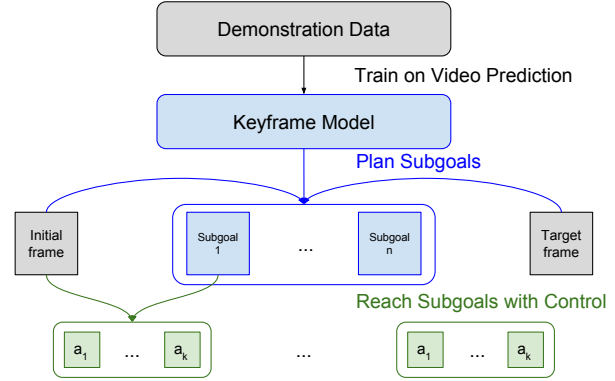 Demonstration Data
Train on Video Prediction
Keyframe Model
Plan Subgoals
Initial
frame
Subgoal
1
...
Subgoal
n
Target
frame
Reach Subgoals with Control
a₁ ... aₖ ... a₁ ... aₖ